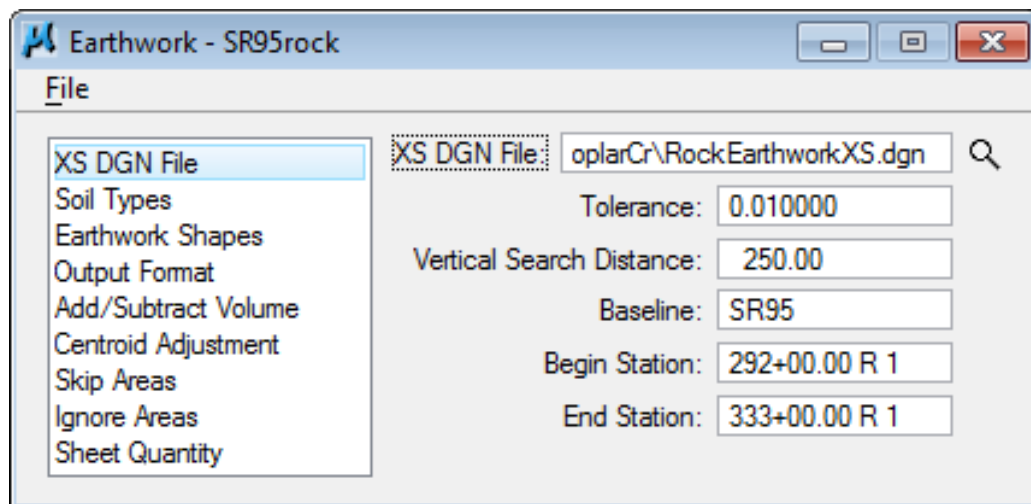 Earthwork - SR95rock
File
XS DGN File
Soil Types
Earthwork Shapes
Output Format
Add/Subtract Volume
Centroid Adjustment
Skip Areas
Ignore Areas
Sheet Quantity
XS DGN File: oplarCr\RockEarthworkXS.dgn
Tolerance: 0.010000
Vertical Search Distance: 250.00
Baseline: SR95
Begin Station: 292+00.00 R 1
End Station: 333+00.00 R 1